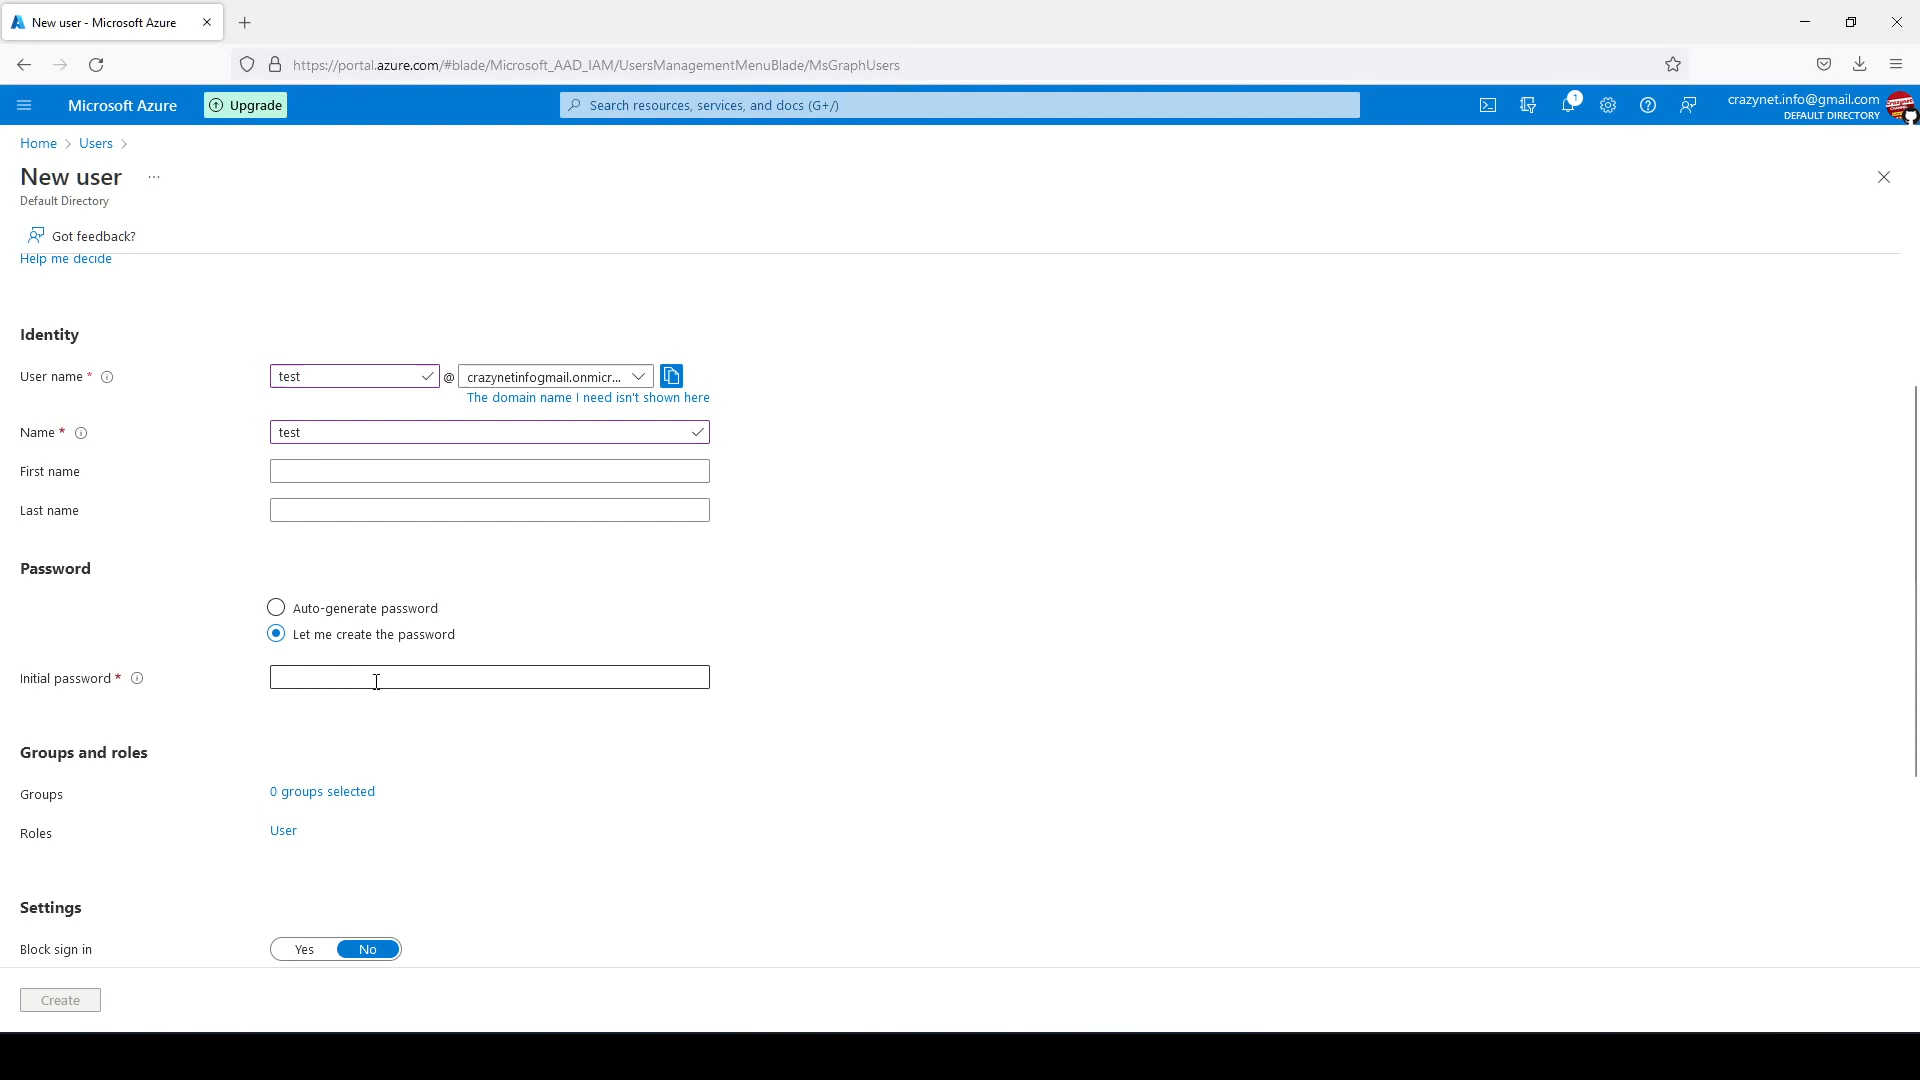 New user - Microsoft Azure
https://portal.azure.com/#blade/Microsoft_AAD_IAM/UsersManagementMenuBlade/MsGraphUsers
Microsoft Azure
Upgrade
Search resources, services, and docs (G+/)
1
crazynet.info@gmail.com
DEFAULT DIRECTORY
Home > Users >
New user ...
Default Directory
Got feedback?
Help me decide
Identity
User name * test @ crazynetinfogmail.onmicr...
The domain name I need isn't shown here
Name * test
First name
Last name
Password
Auto-generate password
Let me create the password
Initial password *
Groups and roles
Groups 0 groups selected
Roles User
Settings
Block sign in Yes No
Create